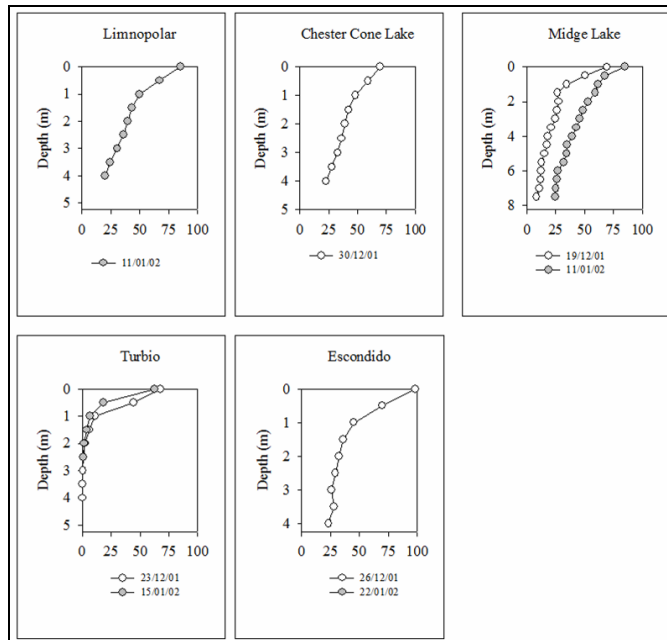 Limnopolar
0
1
2
3
4
5
Depth (m)
0 25 50 75 100
11/01/02
Chester Cone Lake
0
1
2
3
4
5
Depth (m)
0 25 50 75 100
30/12/01
Midge Lake
0
2
4
6
8
Depth (m)
0 25 50 75 100
19/12/01
11/01/02
Turbio
0
1
2
3
4
5
Depth (m)
0 25 50 75 100
23/12/01
15/01/02
Escondido
0
1
2
3
4
Depth (m)
0 25 50 75 100
26/12/01
22/01/02